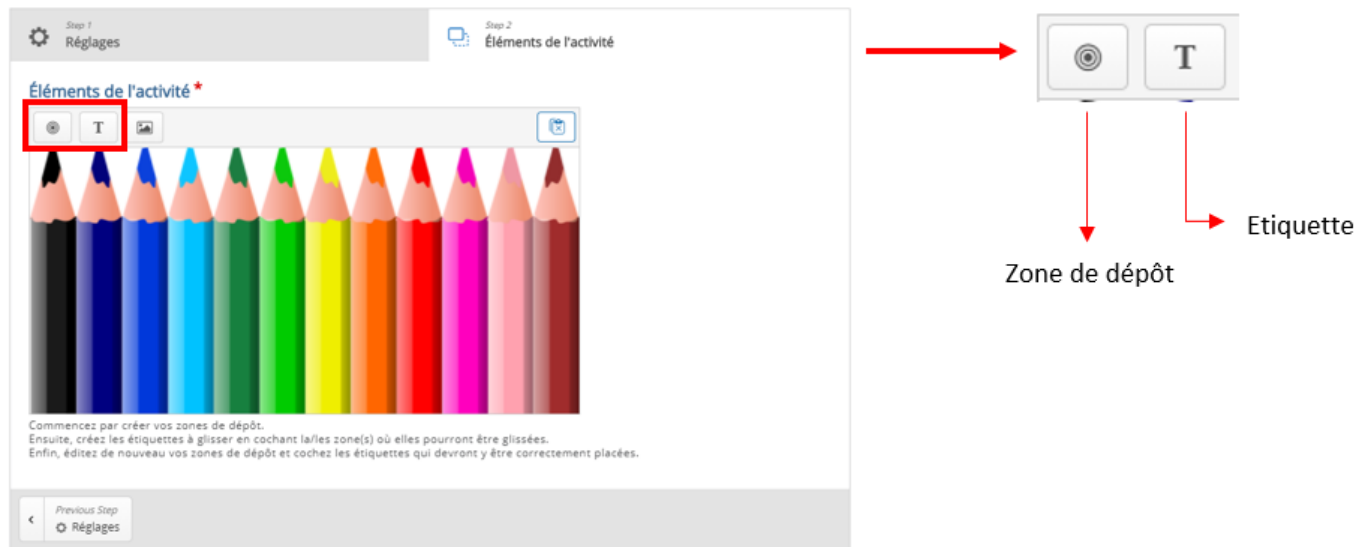 Step 1
Réglages
Step 2
Éléments de l'activité
Éléments de l'activité *
T
T
Etiquette
Zone de dépôt
Commencez par créer vos zones de dépôt.
Ensuite, créez les étiquettes à glisser en cochant la/les zone(s) où elles pourront être glissées.
Enfin, éditez de nouveau vos zones de dépôt et cochez les étiquettes qui devront y être correctement placées.
Previous Step
Réglages